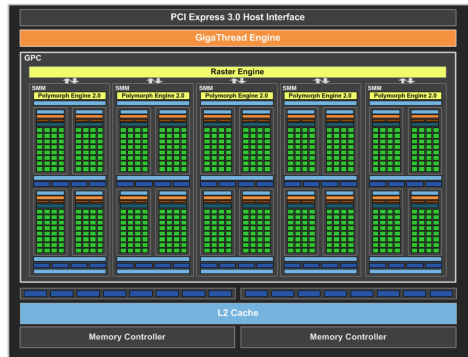 PCI Express 3.0 Host Interface
GigaThread Engine
GPC
Raster Engine
SMM SMM SMM SMM SMM
Polymorph Engine 2.0 Polymorph Engine 2.0 Polymorph Engine 2.0 Polymorph Engine 2.0 Polymorph Engine 2.0
L2 Cache
Memory Controller Memory Controller